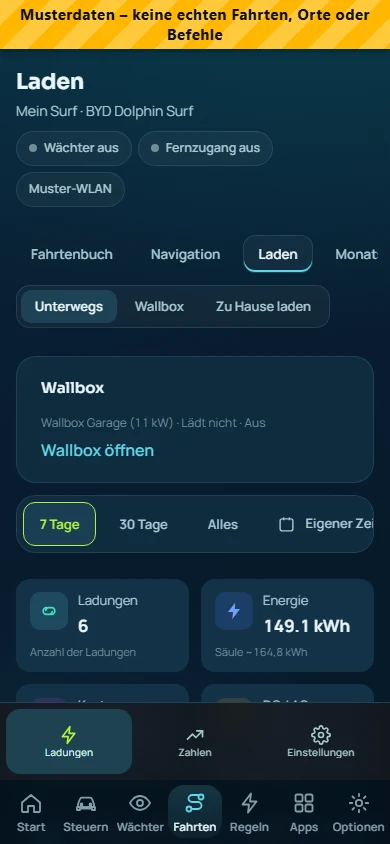 Musterdaten – keine echten Fahrten, Orte oder
Befehle
Laden
Mein Surf · BYD Dolphin Surf
Wächter aus
Fernzugang aus
Muster-WLAN
Fahrtenbuch
Navigation
Laden
Monats
Unterwegs
Wallbox
Zu Hause laden
Wallbox
Wallbox Garage (11 kW) · Lädt nicht · Aus
Wallbox öffnen
7 Tage
30 Tage
Alles
Eigener Zei
Ladungen
6
Anzahl der Ladungen
Energie
149.1 kWh
Säule ~164,8 kWh
Ladungen
Zahlen
Einstellungen
Start
Steuern
Wächter
Fahrten
Regeln
Apps
Optionen